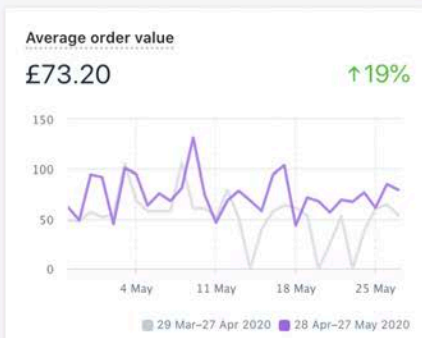 Average order value
£73.20
↑19%
150
100
50
0
4 May
11 May
18 May
25 May
29 Mar–27 Apr 2020
28 Apr–27 May 2020